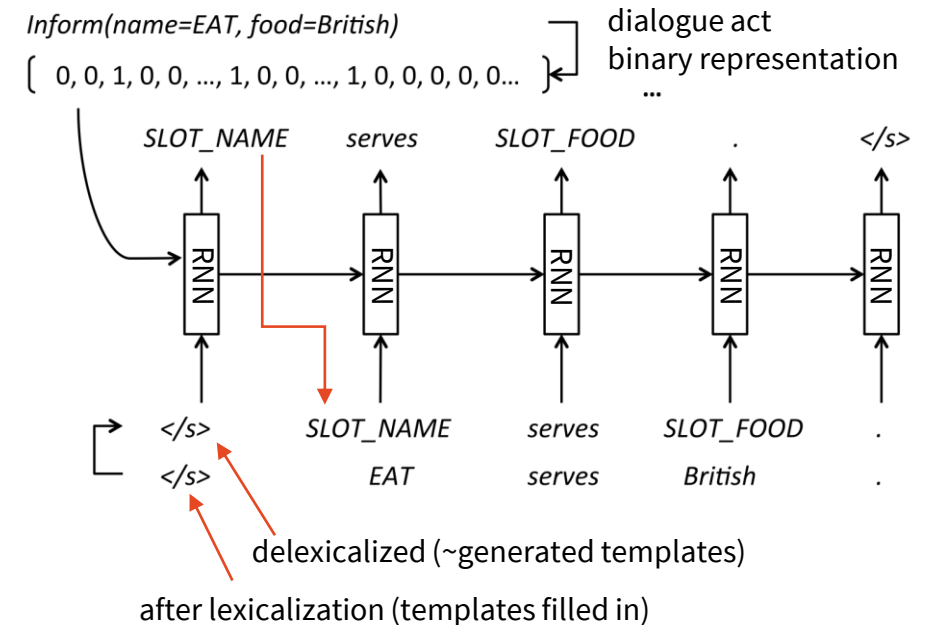 Inform(name=EAT, food=British)
dialogue act
binary representation
{ 0, 0, 1, 0, 0, ..., 1, 0, 0, ..., 1, 0, 0, 0, 0, 0... }
...
SLOT_NAME serves SLOT_FOOD . </s>
RNN RNN RNN RNN RNN
</s> SLOT_NAME serves SLOT_FOOD .
</s> EAT serves British .
delexicalized (~generated templates)
after lexicalization (templates filled in)